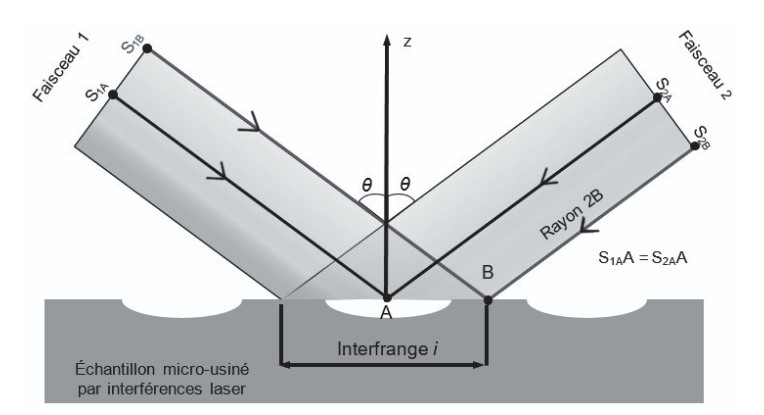 Faisceau 1
S1B
S1A
z
θ
θ
Faisceau 2
S2A
S2B
Rayon 2B
S1AA = S2AA
B
A
Interfrange i
Échantillon micro-usiné
par interférences laser